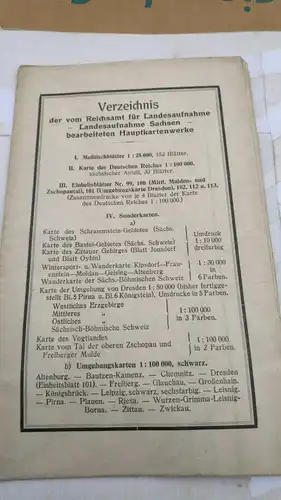 Verzeichnis
der vom Reichsamt für Landesaufnahme
— Landesaufnahme Sachsen —
bearbeiteten Hauptkartenwerke
I. Meßtischblätter 1 : 25 000, 152 Blätter.
II. Karte des Deutschen Reiches 1 : 100 000,
sächsischer Anteil, 30 Blätter.
III. Einheitsblätter Nr. 99, 100 (Mittl. Mulden- und
Zschopautal), 101 (Umgebungskarte Dresden), 102, 112 u. 113.
(Zusammendrucke von je 4 Blätter der Karte
des Deutschen Reiches 1 : 100 000.)
IV. Sonderkarten.
a)
Karte des Schrammstein-Gebietes (Sächs. Schweiz)
Karte des Bastei-Gebietes (Sächs. Schweiz)
Karte des Zittauer Gebirges (Blatt Jonsdorf und Blatt Oybin)
Umdruck
1 : 10 000
6 farbig
Wintersport- u. Wanderkarte Kipsdorf—Frauenstein—Moldau—Geising—Altenberg
Wanderkarte der Sächs.-Böhmischen Schweiz
1 : 30 000
in
6 Farben.
Karte der Umgebung von Dresden 1 : 50 000 (bisher fertiggestellt Bl. 5 Pirna u. Bl. 6 Königstein), Umdrucke in 5 Farben.
Westliches Erzgebirge
Mittleres „
Östliches „
Sächsisch-Böhmische Schweiz
1 : 100 000
in 3 Farben.
Karte des Vogtlandes
Karte vom Tal der oberen Zschopau und Freiberger Mulde
1 : 100 000
in 2 Farben.
b) Umgebungskarten 1 : 100 000, schwarz.
Altenburg. — Bautzen-Kamenz. — Chemnitz. — Dresden
(Einheitsblatt 101). — Freiberg. — Glauchau. — Großenhain.
— Königsbrück. — Leipzig, schwarz, sechsfarbig. — Leisnig.
— Pirna. — Plauen. — Riesa. — Wurzen-Grimma-Leisnig-
Borna. — Zittau. — Zwickau.